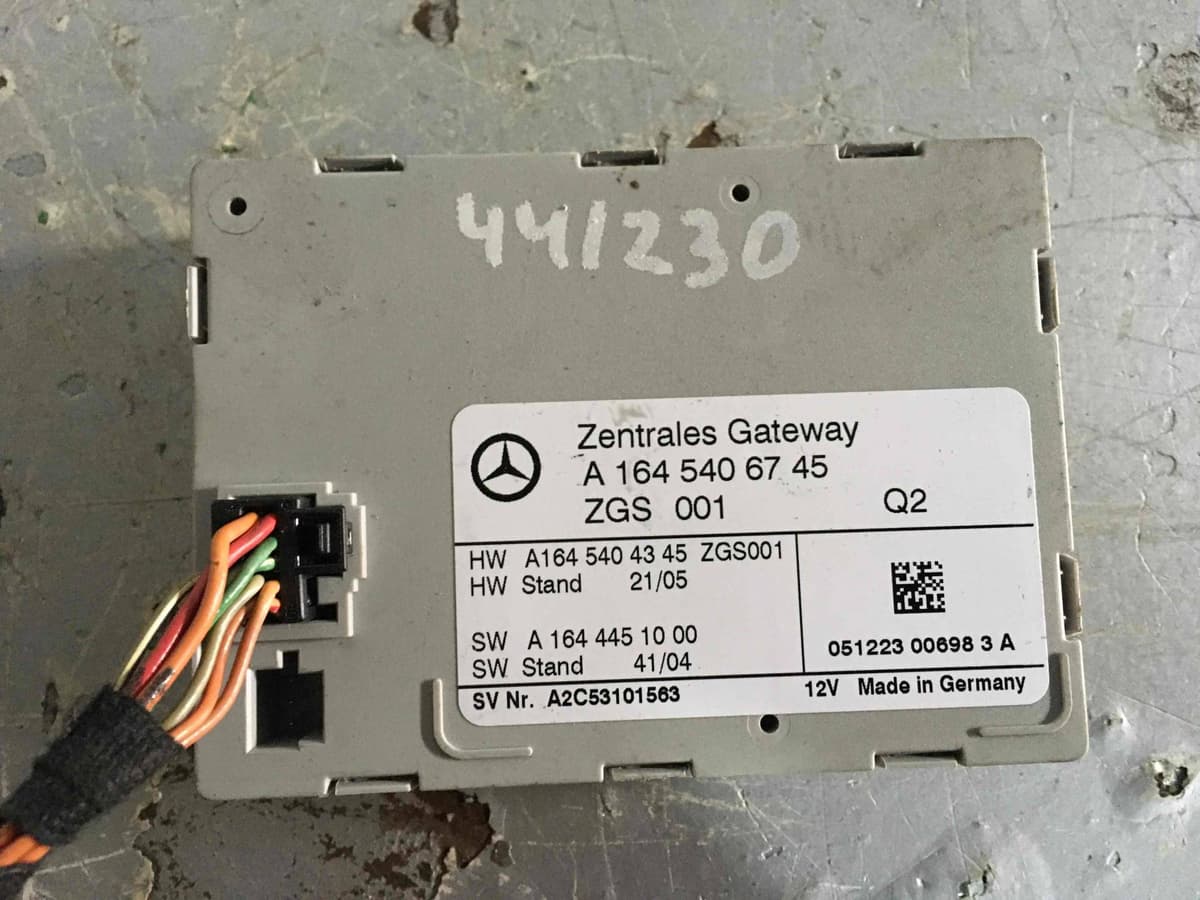 441230
Zentrales Gateway
A 164 540 67 45
ZGS 001 Q2
HW A164 540 43 45 ZGS001
HW Stand 21/05
SW A 164 445 10 00
SW Stand 41/04
051223 00698 3 A
SV Nr. A2C53101563
12V Made in Germany